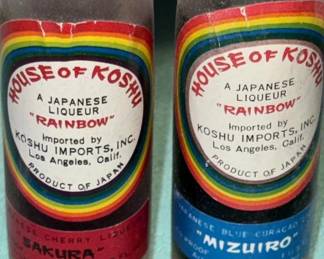 HOUSE OF KOSHU
A JAPANESE
LIQUEUR
"RAINBOW"
Imported by
KOSHU IMPORTS, INC.
Los Angeles, Calif.
PRODUCT OF JAPAN
CHERRY
"SAKURA"
HOUSE OF KOSHU
A JAPANESE
LIQUEUR
"RAINBOW"
Imported by
KOSHU IMPORTS, INC.
Los Angeles, Calif.
PRODUCT OF JAPAN
JAPANESE BLUE CURACAO
"MIZUIRO"